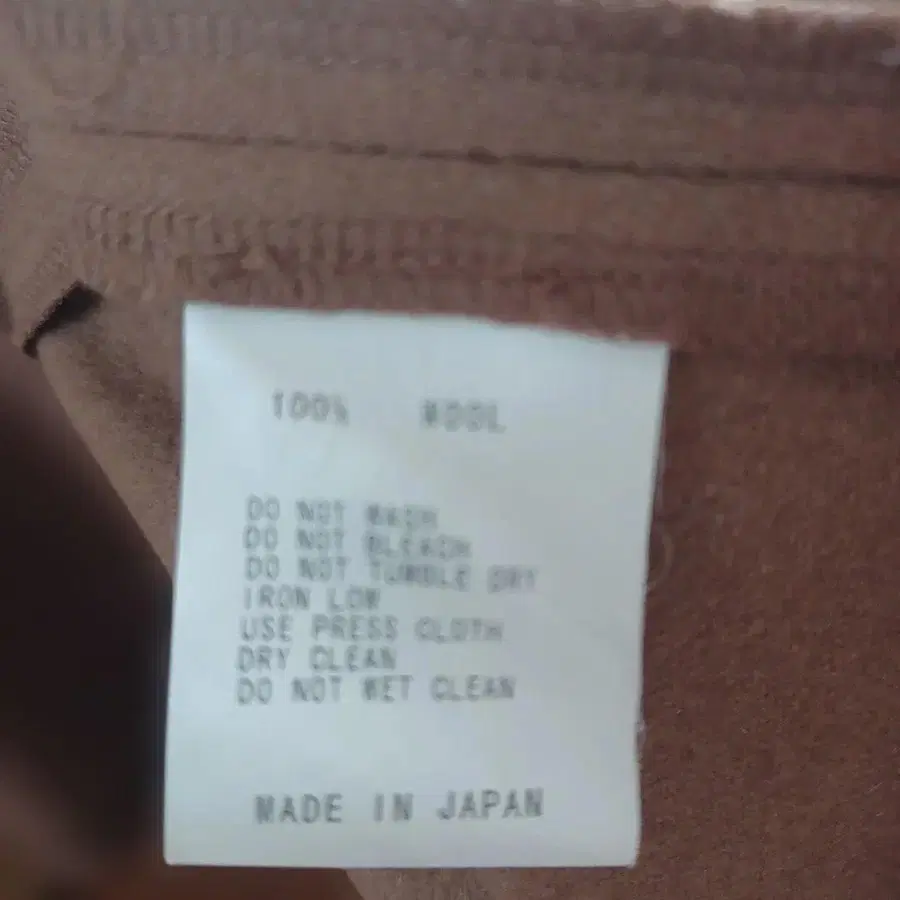 100% WOOL
DO NOT WASH
DO NOT BLEACH
DO NOT TUMBLE DRY
IRON LOW
USE PRESS CLOTH
DRY CLEAN
DO NOT WET CLEAN
MADE IN JAPAN